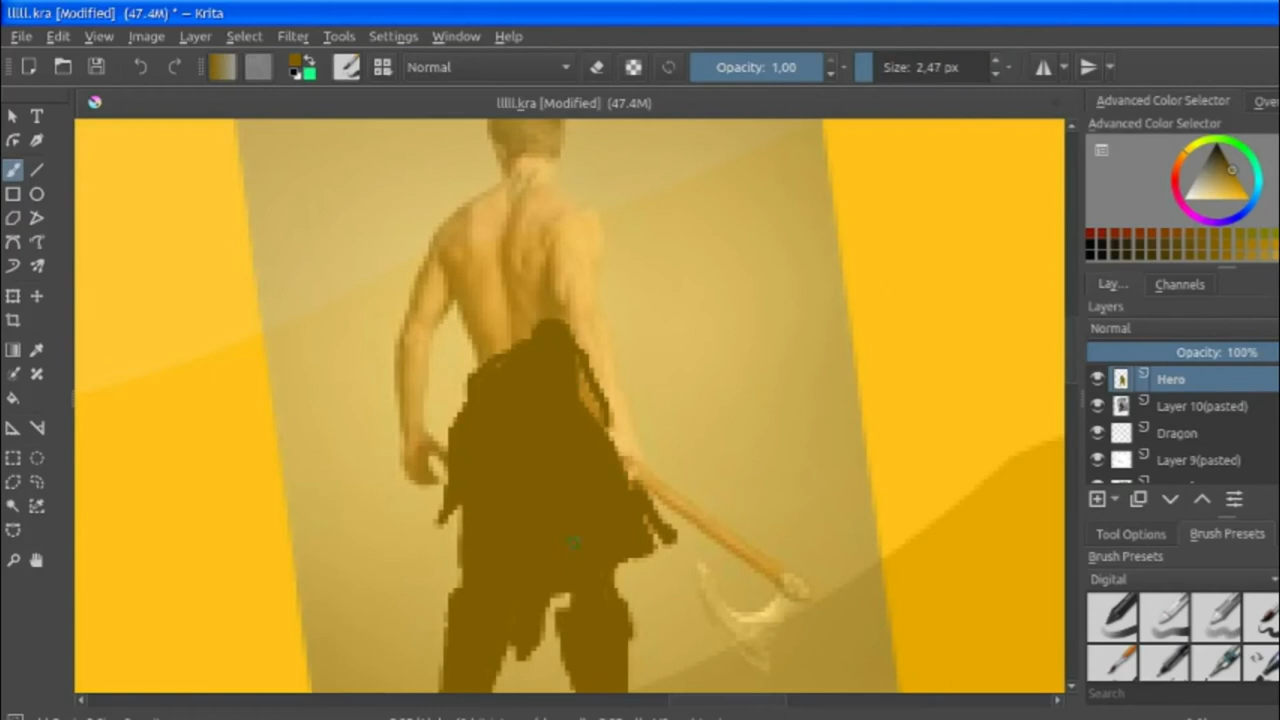 lllll.kra [Modified]  (47.4M) * — Krita
File Edit View Image Layer Select Filter Tools Settings Window Help
Normal Opacity: 1,00 Size: 2,47 px
lllll.kra [Modified]  (47.4M)
Advanced Color Selector Ove
Advanced Color Selector
Lay... Channels
Layers
Normal
Opacity: 100%
Hero
Layer 10(pasted)
Dragon
Layer 9(pasted)
Tool Options Brush Presets
Brush Presets
Digital
Search